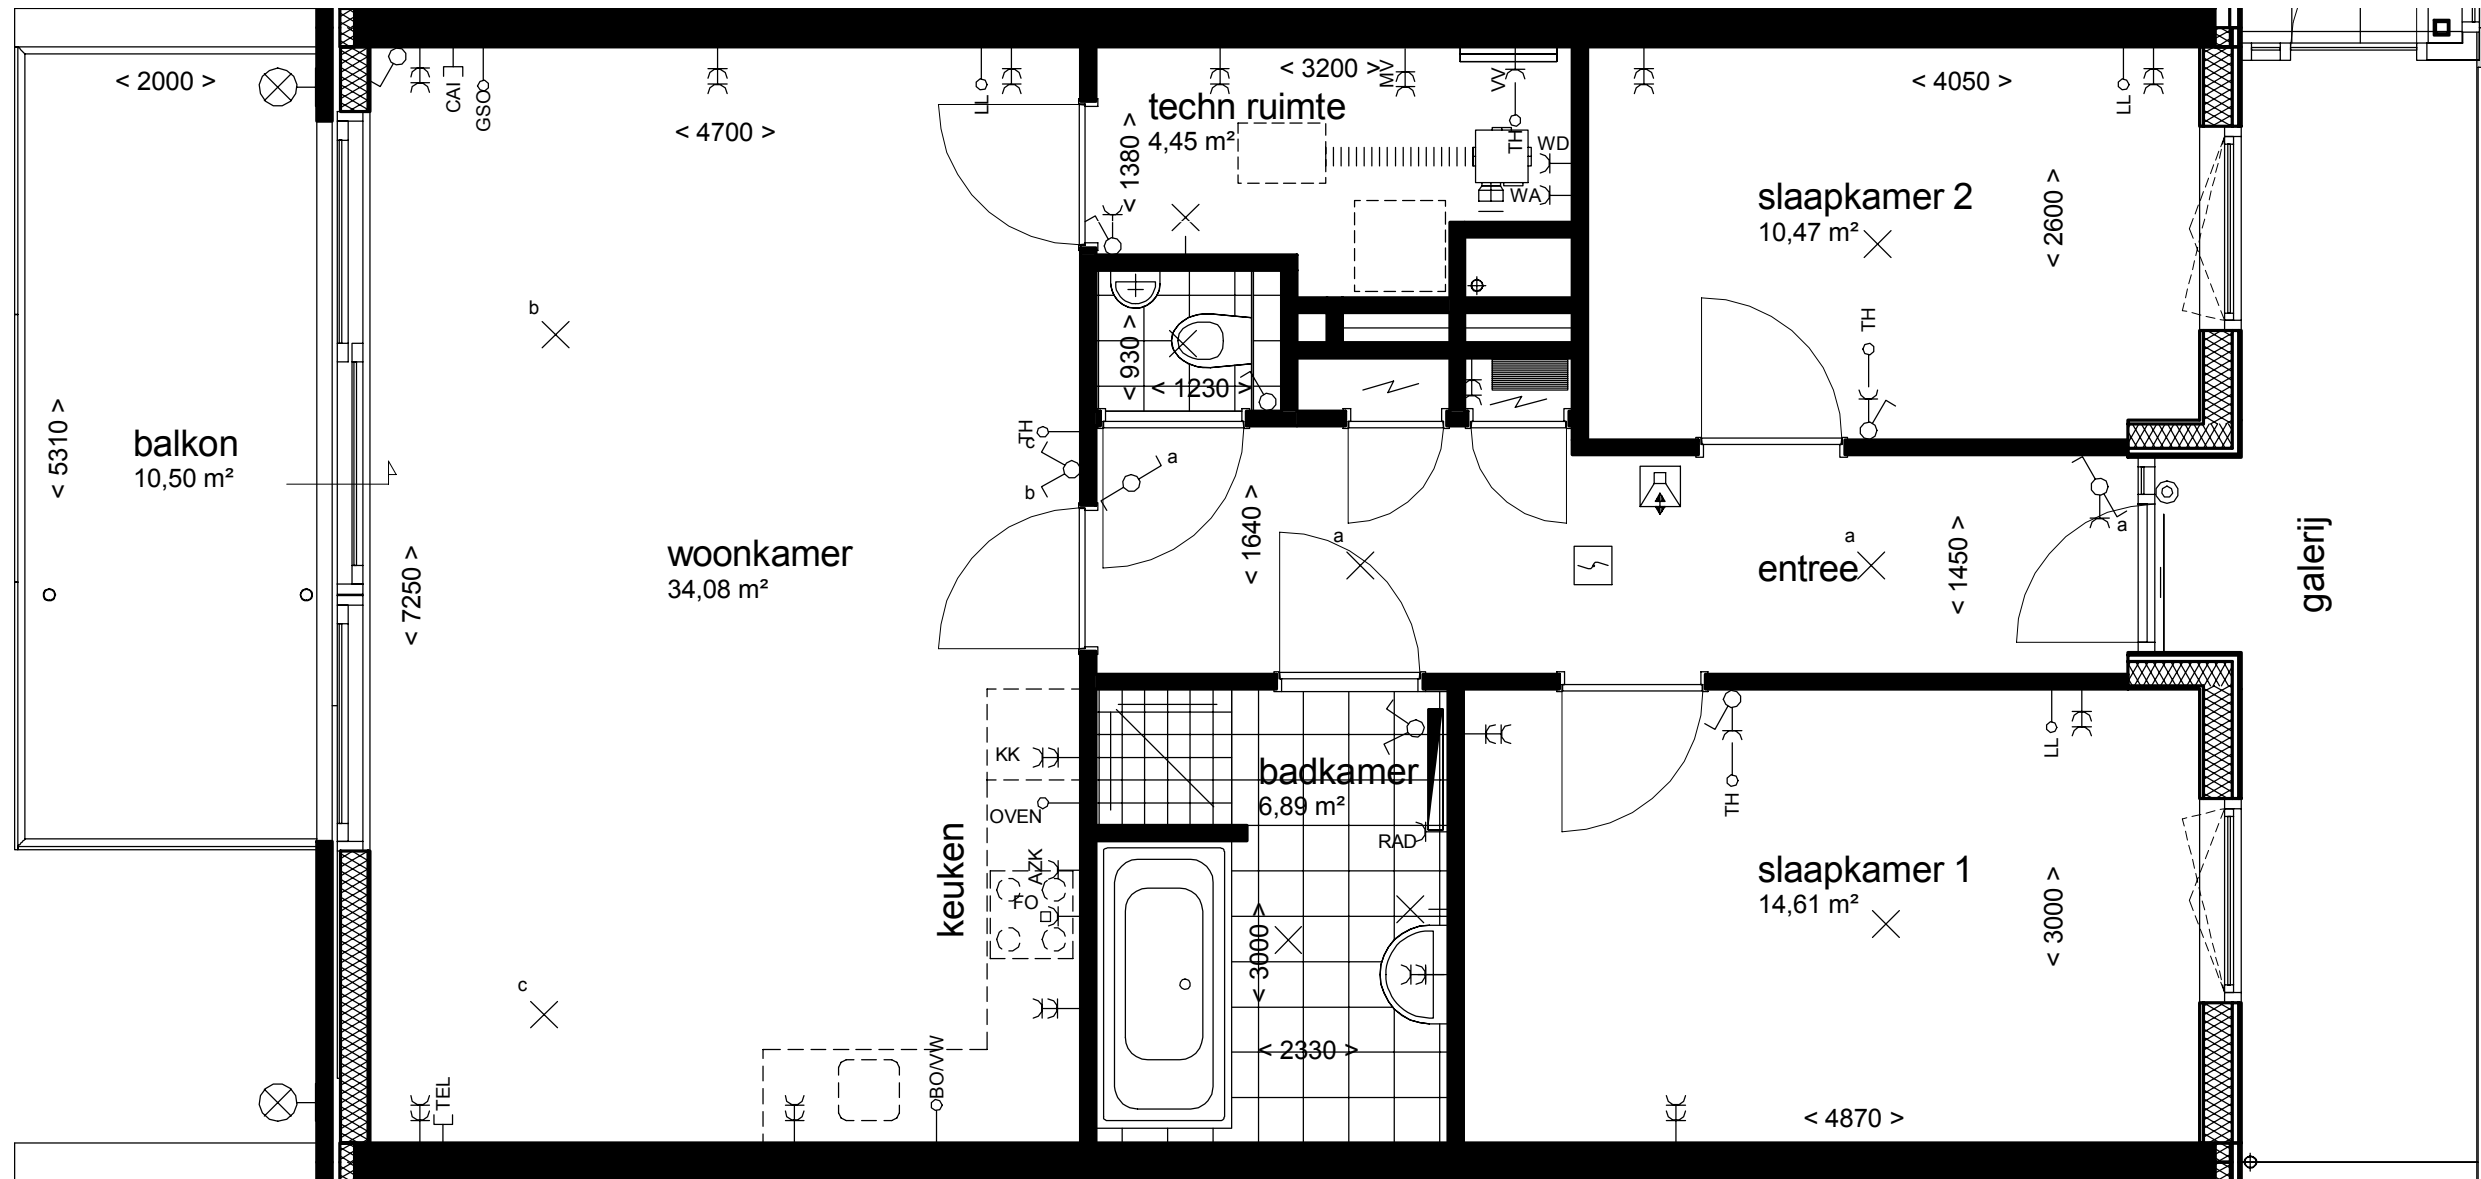 < 2000 >
CAI
GSO
LL
< 4700 >
techn ruimte
4,45 m²
< 3200 >
MV
VV
TH
WD
WA
< 1380 >
< 4050 >
LL
slaapkamer 2
10,47 m²
< 2600 >
TH
b
< 930 >
< 1230 >
balkon
10,50 m²
< 5310 >
TH
c
b
a
< 7250 >
woonkamer
34,08 m²
< 1640 >
a
a
entree
< 1450 >
a
galerij
KK
OVEN
keuken
AZK
FO
badkamer
6,89 m²
RAD
< 3000 >
< 2330 >
TH
LL
slaapkamer 1
14,61 m²
< 3000 >
< 4870 >
c
TEL
BO/VW